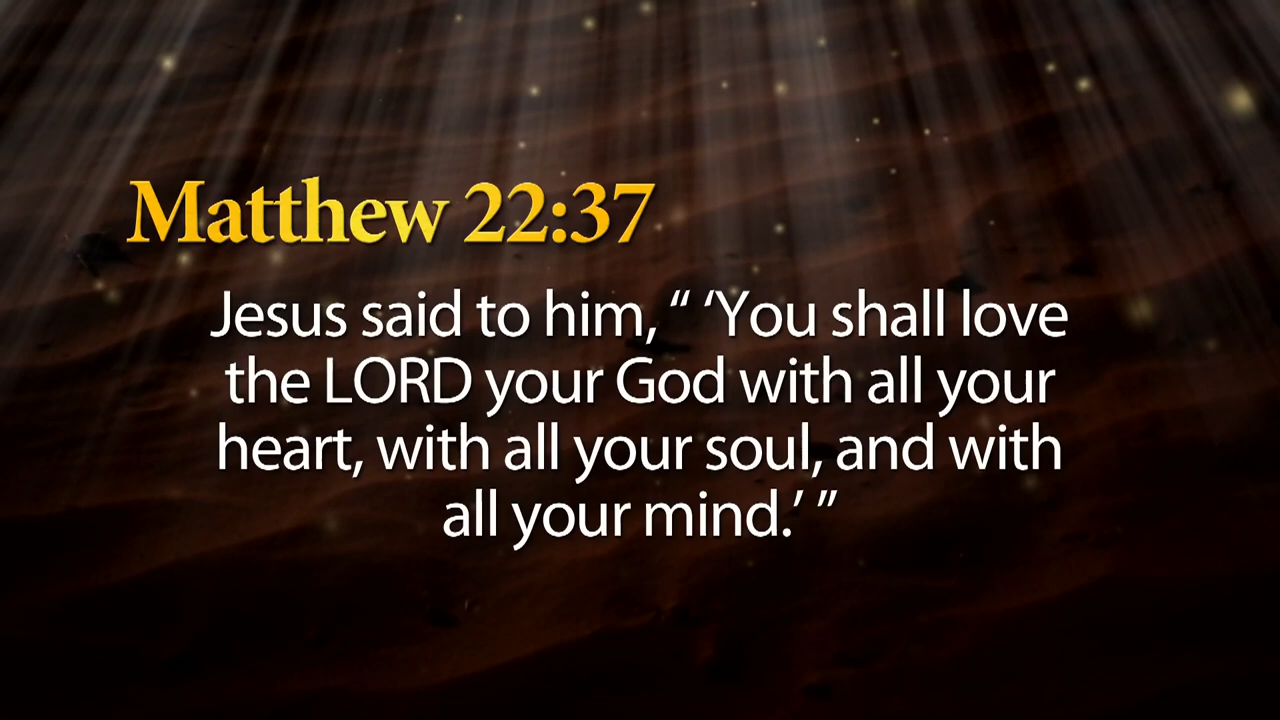 Matthew 22:37
Jesus said to him, “ ‘You shall love
the LORD your God with all your
heart, with all your soul, and with
all your mind.’ ”